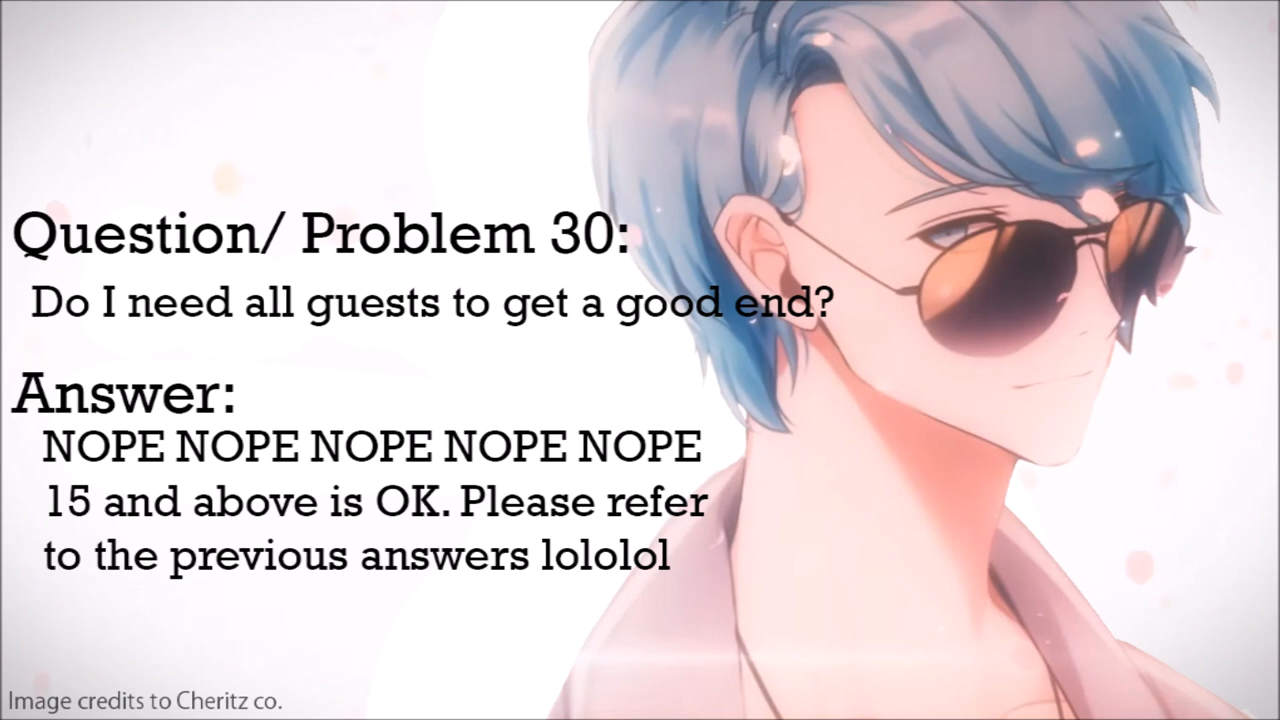 Question/ Problem 30:
Do I need all guests to get a good end?
Answer:
NOPE NOPE NOPE NOPE NOPE
15 and above is OK. Please refer
to the previous answers lololol
Image credits to Cheritz co.